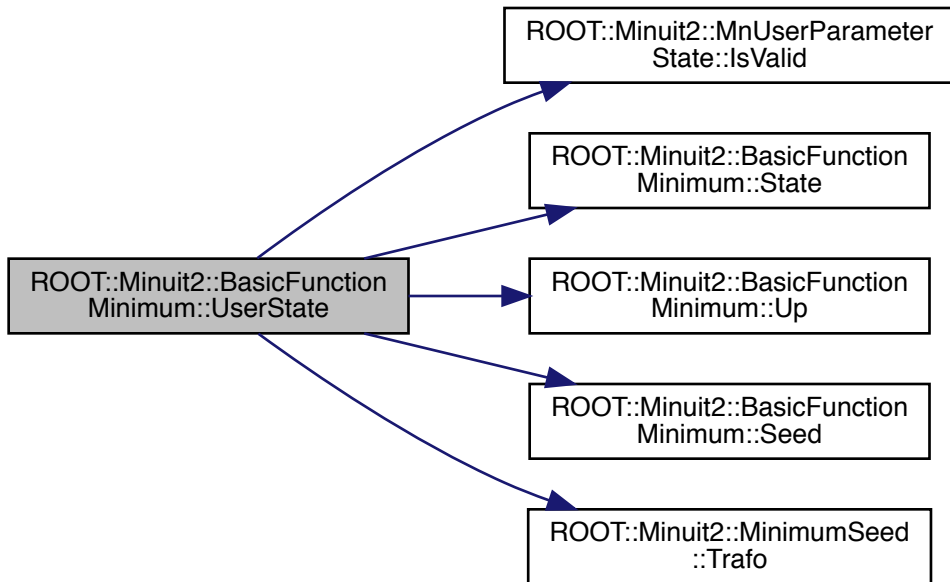 ROOT::Minuit2::MnUserParameter
State::IsValid
ROOT::Minuit2::BasicFunction
Minimum::State
ROOT::Minuit2::BasicFunction
Minimum::UserState
ROOT::Minuit2::BasicFunction
Minimum::Up
ROOT::Minuit2::BasicFunction
Minimum::Seed
ROOT::Minuit2::MinimumSeed
::Trafo